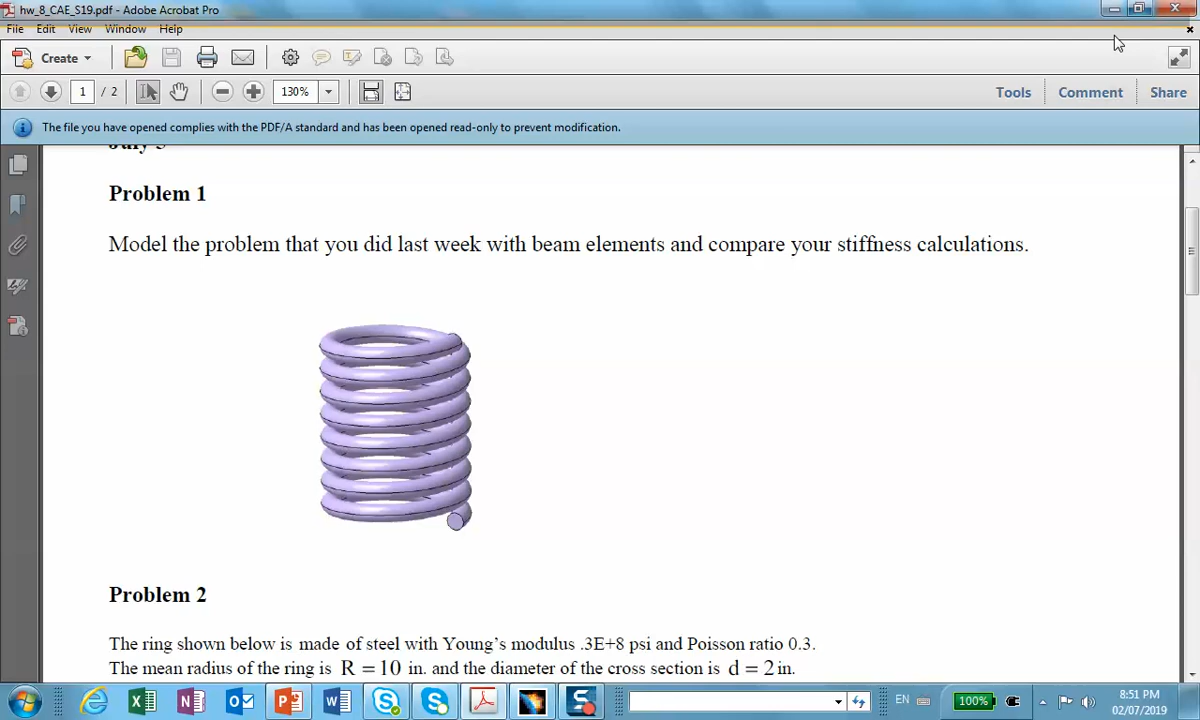 hw_8_CAE_S19.pdf - Adobe Acrobat Pro
File Edit View Window Help
Create
1 / 2 130% Tools Comment Share
The file you have opened complies with the PDF/A standard and has been opened read-only to prevent modification.
July 5
Problem 1
Model the problem that you did last week with beam elements and compare your stiffness calculations.
Problem 2
The ring shown below is made of steel with Young’s modulus .3E+8 psi and Poisson ratio 0.3.
The mean radius of the ring is R = 10 in. and the diameter of the cross section is d = 2 in.
EN 100% 8:51 PM
02/07/2019